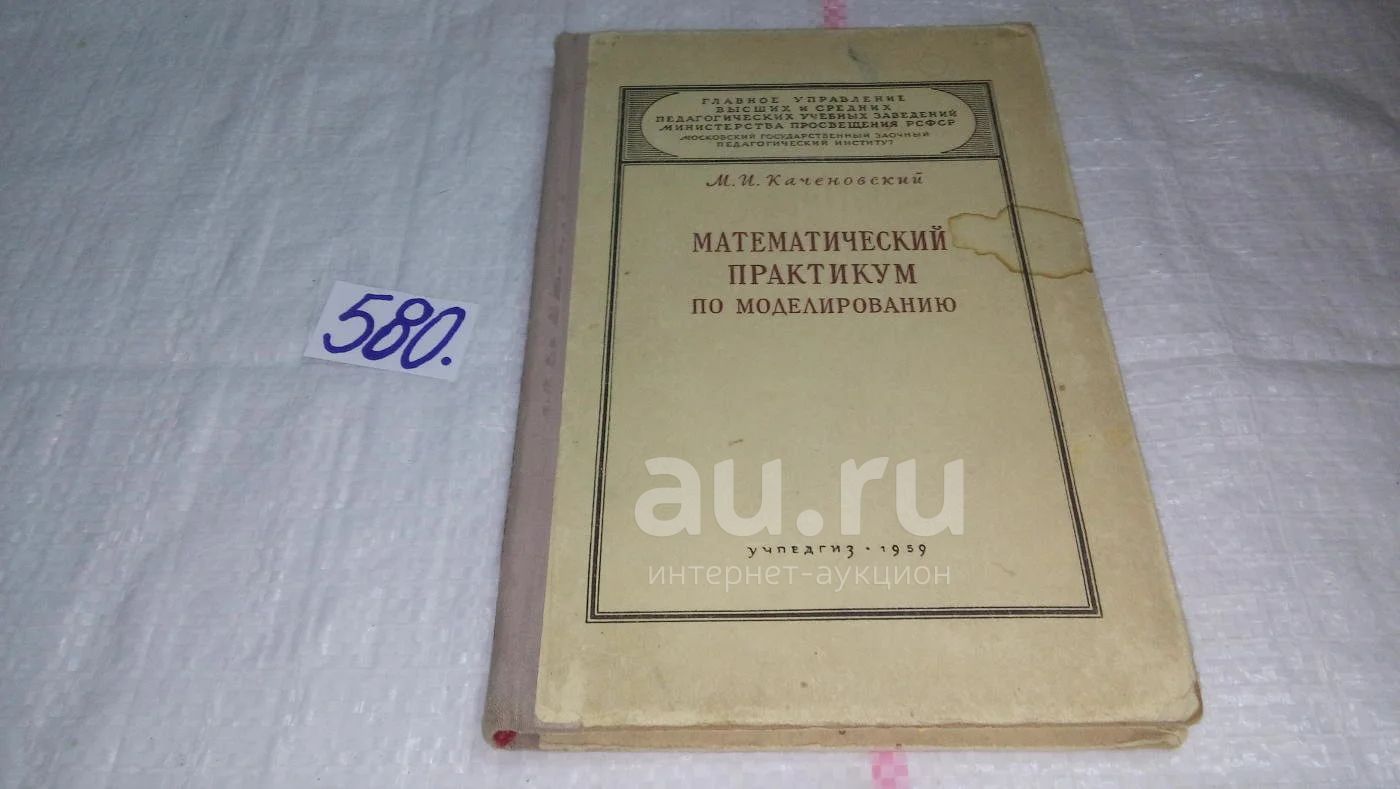 ГЛАВНОЕ УПРАВЛЕНИЕ
ВЫСШИХ И СРЕДНИХ
ПЕДАГОГИЧЕСКИХ УЧЕБНЫХ ЗАВЕДЕНИЙ
МИНИСТЕРСТВА ПРОСВЕЩЕНИЯ РСФСР
МОСКОВСКИЙ ГОСУДАРСТВЕННЫЙ ЗАОЧНЫЙ
ПЕДАГОГИЧЕСКИЙ ИНСТИТУТ
М. И. Каченовский
МАТЕМАТИЧЕСКИЙ
ПРАКТИКУМ
ПО МОДЕЛИРОВАНИЮ
580.
au.ru
УЧПЕДГИЗ · 1959
интернет-аукцион